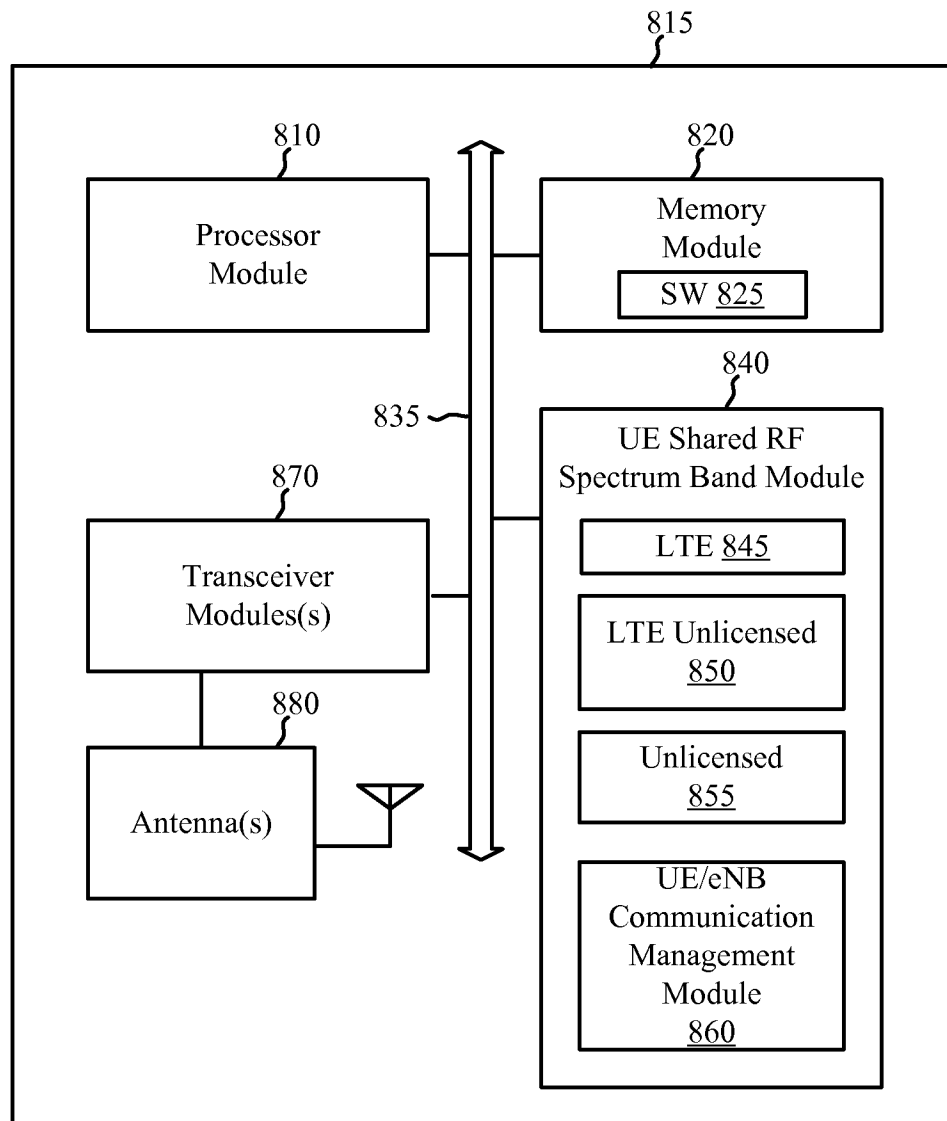 815
810
Processor
Module
820
Memory
Module
SW 825
835
840
UE Shared RF
Spectrum Band Module
LTE 845
LTE Unlicensed
850
Unlicensed
855
UE/eNB
Communication
Management
Module
860
870
Transceiver
Modules(s)
880
Antenna(s)